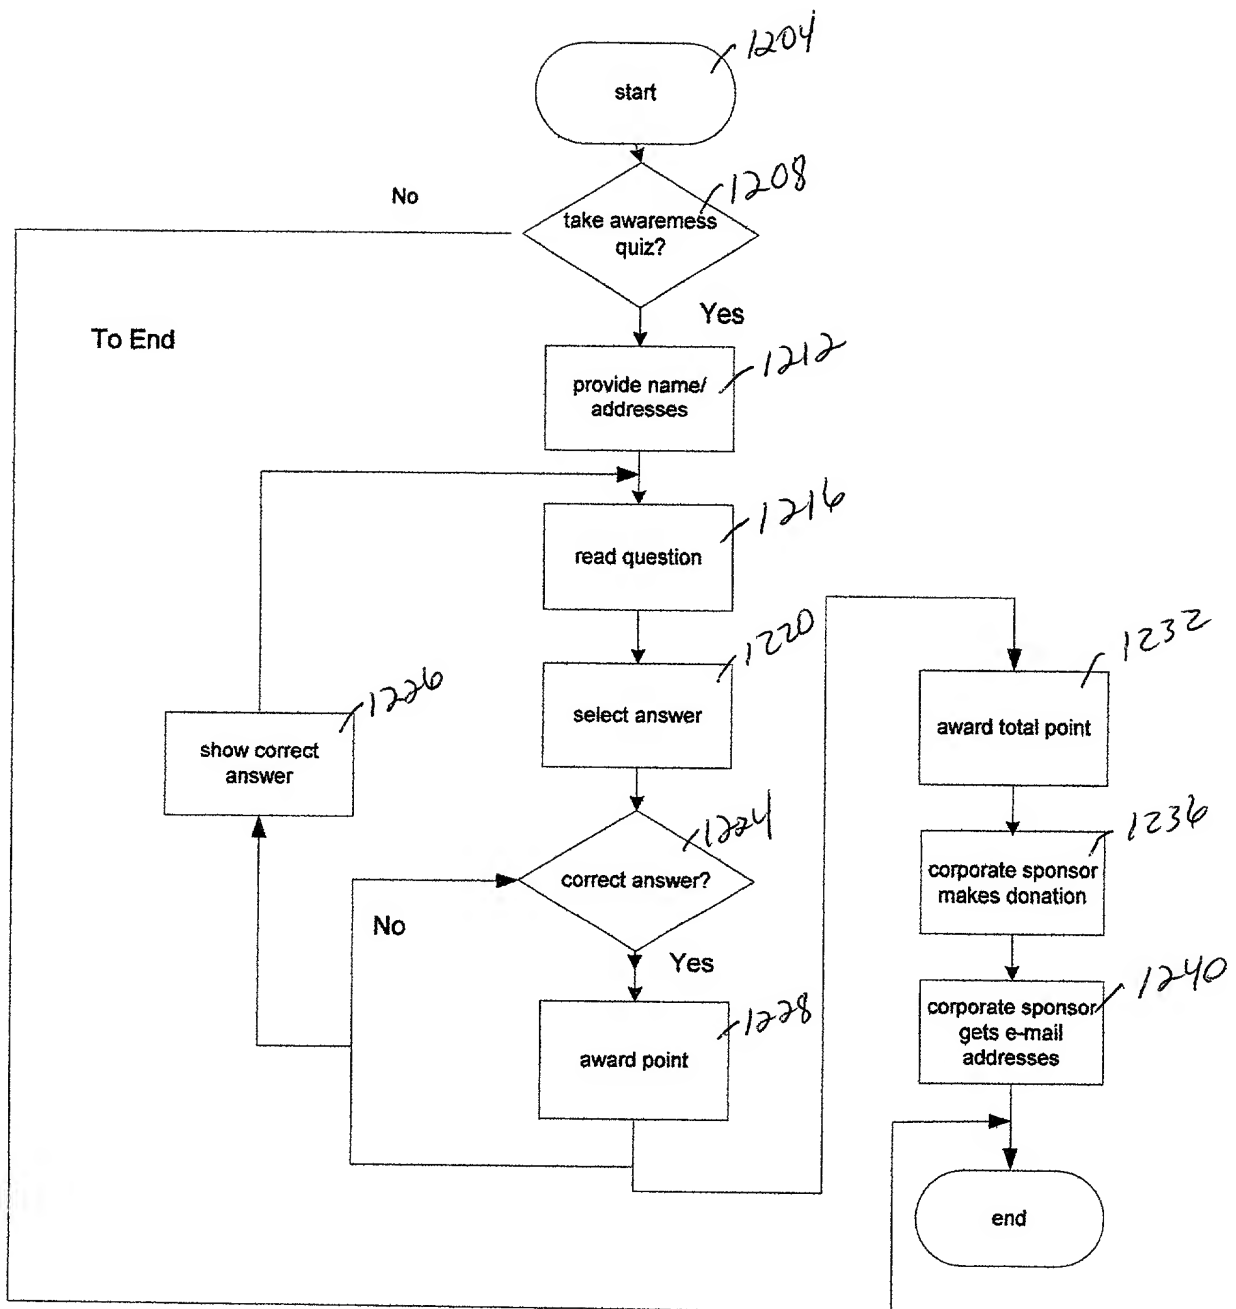 1204
start
1208
No
take awaremess
quiz?
Yes
To End
1212
provide name/
addresses
1216
read question
1220
select answer
1226
show correct
answer
1224
correct answer?
No
Yes
1228
award point
1232
award total point
1236
corporate sponsor
makes donation
1240
corporate sponsor
gets e-mail
addresses
end